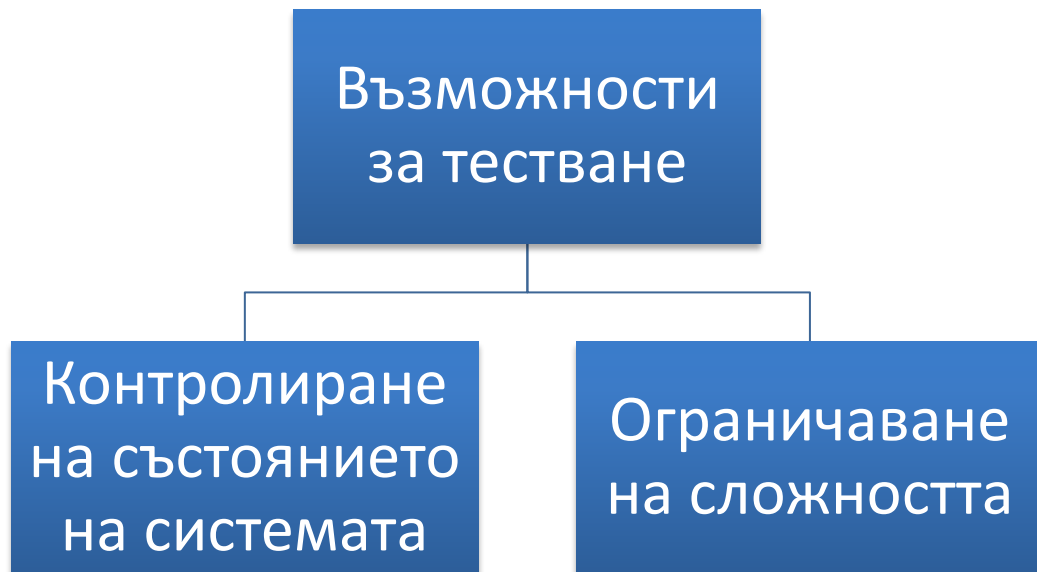 Възможности
за тестване
Контролиране
на състоянието
на системата
Ограничаване
на сложността